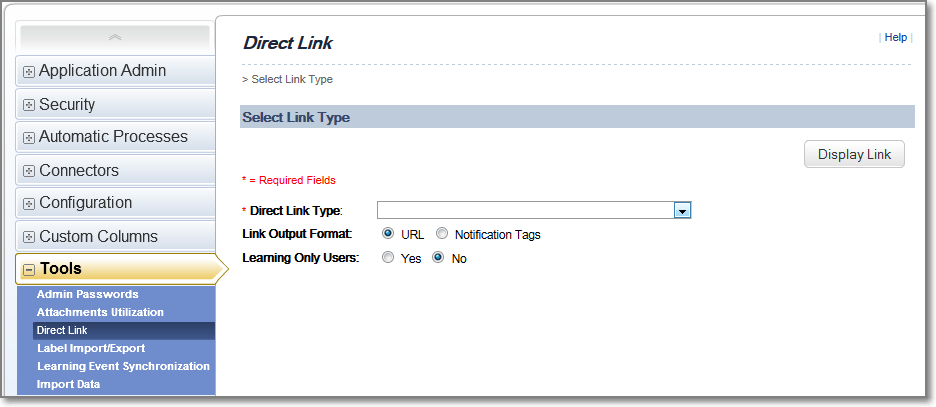 Application Admin
Security
Automatic Processes
Connectors
Configuration
Custom Columns
Tools
Admin Passwords
Attachments Utilization
Direct Link
Label Import/Export
Learning Event Synchronization
Import Data
Direct Link
| Help |
> Select Link Type
Select Link Type
Display Link
* = Required Fields
* Direct Link Type:
Link Output Format: URL Notification Tags
Learning Only Users: Yes No